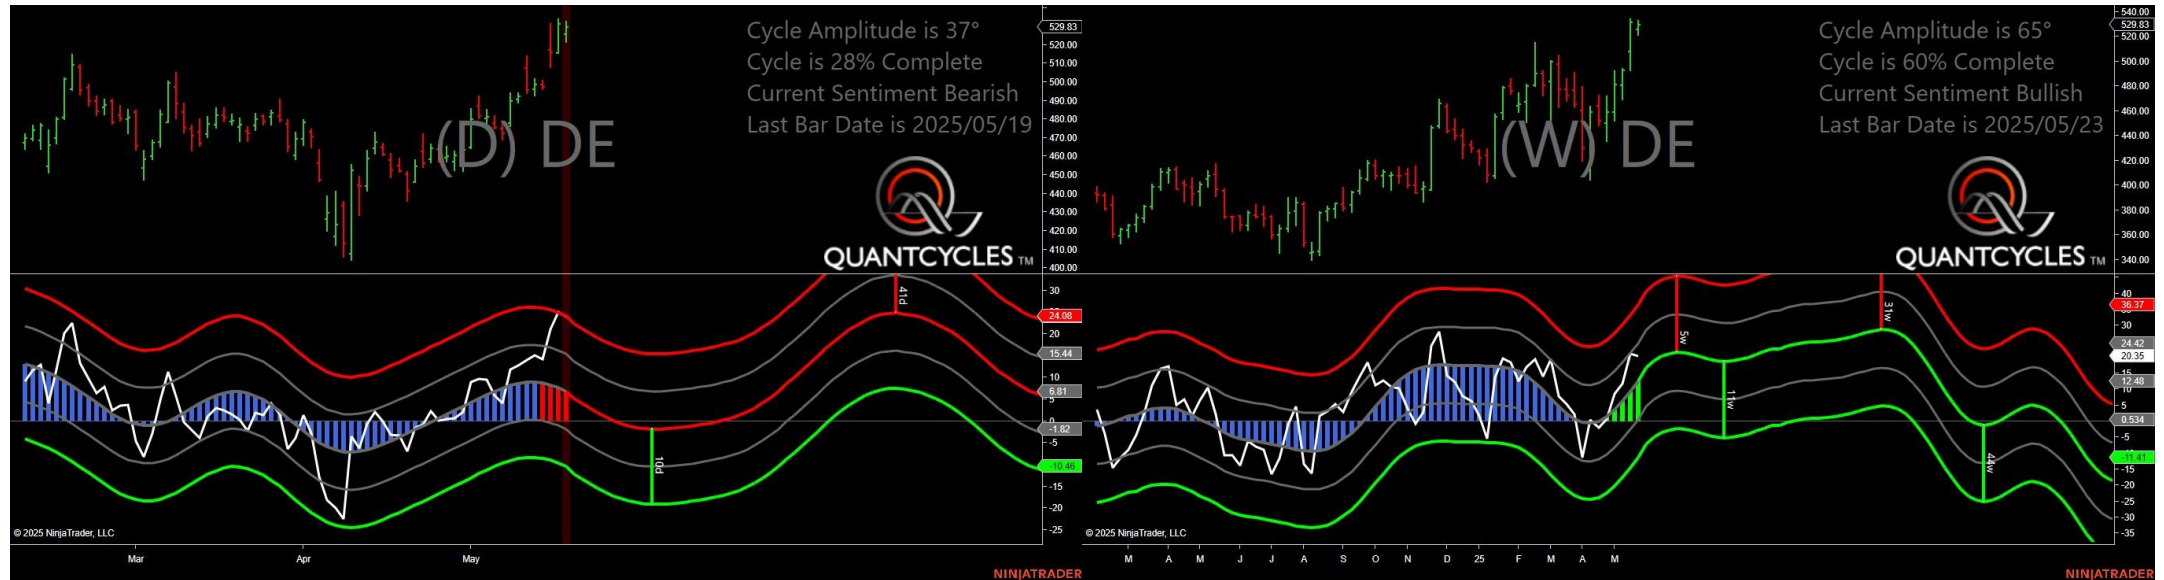 Cycle Amplitude is 37°
Cycle is 28% Complete
Current Sentiment Bearish
Last Bar Date is 2025/05/19
(D) DE
QUANTCYCLES TM
529.83
520.00
510.00
500.00
490.00
480.00
470.00
460.00
450.00
440.00
430.00
420.00
410.00
400.00
30
24.08
20
15.44
10
6.81
5
0
-1.82
-5
-10.46
-15
-20
-25
41d
10d
© 2025 NinjaTrader, LLC
Mar
Apr
May
NINJATRADER
Cycle Amplitude is 65°
Cycle is 60% Complete
Current Sentiment Bullish
Last Bar Date is 2025/05/23
(W) DE
QUANTCYCLES TM
540.00
529.83
520.00
500.00
480.00
460.00
440.00
420.00
400.00
380.00
360.00
340.00
40
36.37
30
24.42
20.35
15
12.48
10
5
0.534
-5
-11.41
-15
-20
-25
-30
-35
5w
11w
31w
44w
© 2025 NinjaTrader, LLC
M A M J J A S O N D 25 F M A M
NINJATRADER